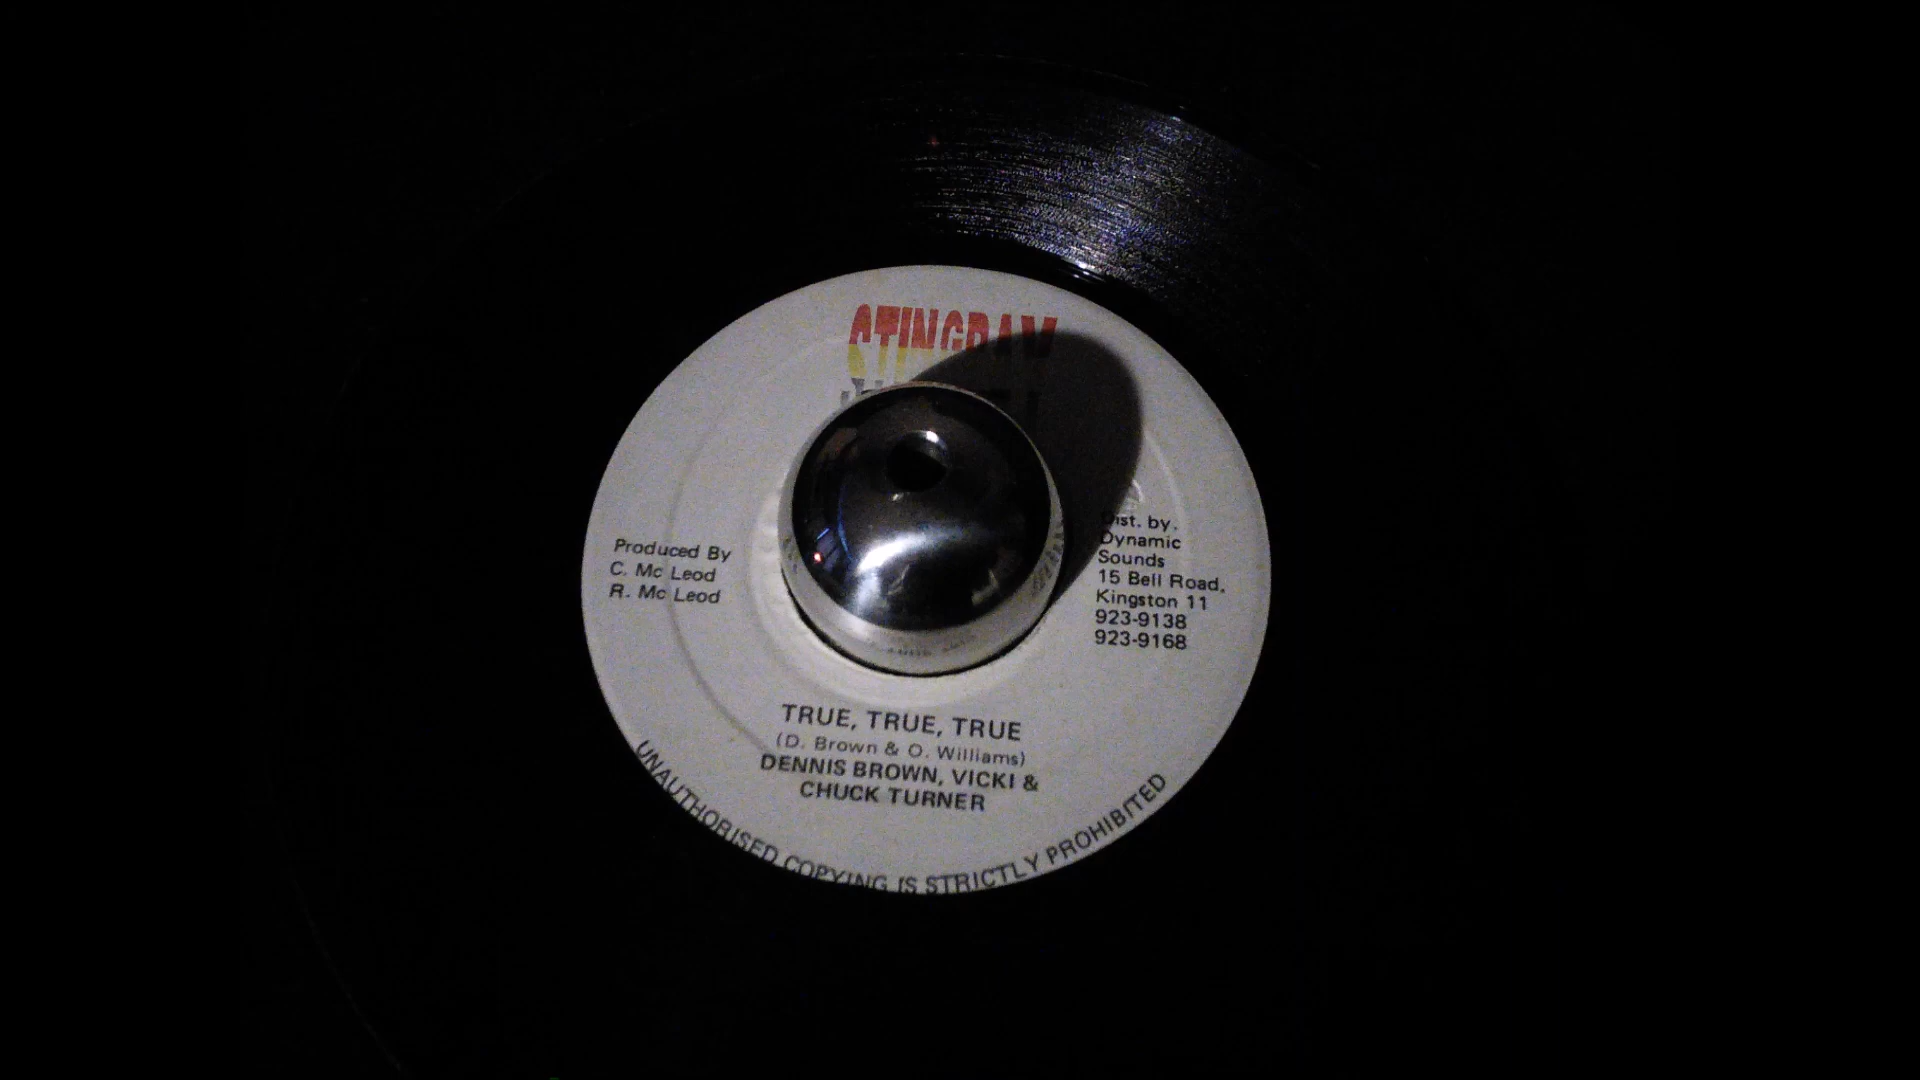 STINGRAY
Produced By
C. Mc Leod
R. Mc Leod
Dist. by.
Dynamic
Sounds
15 Bell Road,
Kingston 11
923-9138
923-9168
TRUE, TRUE, TRUE
(D. Brown & O. Williams)
DENNIS BROWN, VICKI &
CHUCK TURNER
UNAUTHORISED COPYING IS STRICTLY PROHIBITED